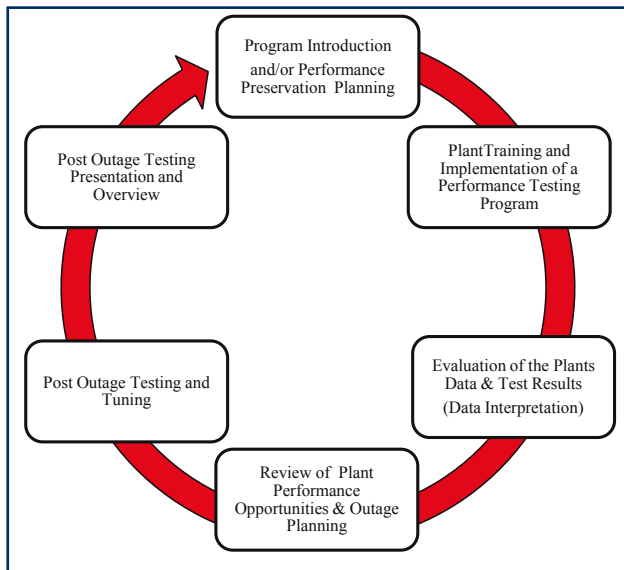 Program Introduction
and/or Performance
Preservation Planning
PlantTraining and
Implementation of a
Performance Testing
Program
Evaluation of the Plants
Data & Test Results
(Data Interpretation)
Review of Plant
Performance
Opportunities & Outage
Planning
Post Outage Testing and
Tuning
Post Outage Testing
Presentation and
Overview